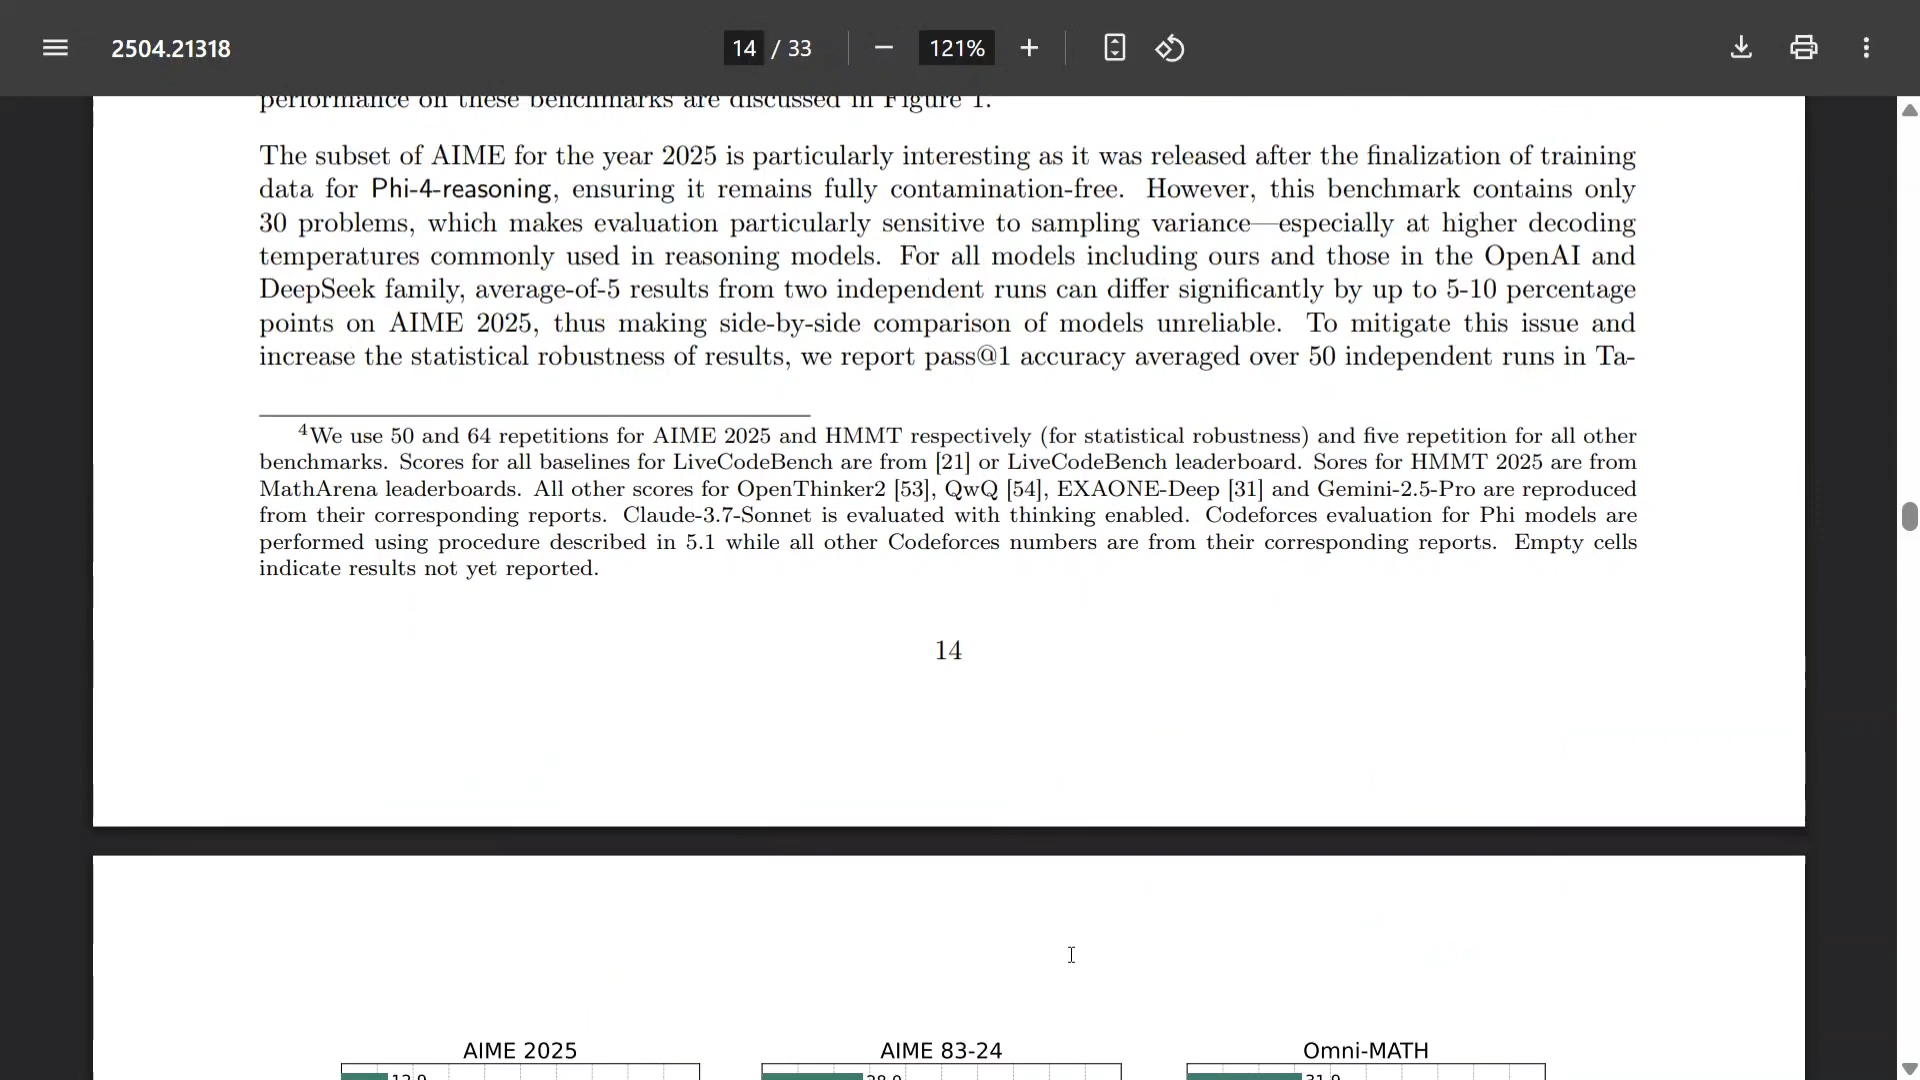 2504.21318
14 / 33
121%
performance on these benchmarks are discussed in Figure 1.
The subset of AIME for the year 2025 is particularly interesting as it was released after the finalization of training
data for Phi-4-reasoning, ensuring it remains fully contamination-free. However, this benchmark contains only
30 problems, which makes evaluation particularly sensitive to sampling variance—especially at higher decoding
temperatures commonly used in reasoning models. For all models including ours and those in the OpenAI and
DeepSeek family, average-of-5 results from two independent runs can differ significantly by up to 5-10 percentage
points on AIME 2025, thus making side-by-side comparison of models unreliable. To mitigate this issue and
increase the statistical robustness of results, we report pass@1 accuracy averaged over 50 independent runs in Ta-
4We use 50 and 64 repetitions for AIME 2025 and HMMT respectively (for statistical robustness) and five repetition for all other
benchmarks. Scores for all baselines for LiveCodeBench are from [21] or LiveCodeBench leaderboard. Sores for HMMT 2025 are from
MathArena leaderboards. All other scores for OpenThinker2 [53], QwQ [54], EXAONE-Deep [31] and Gemini-2.5-Pro are reproduced
from their corresponding reports. Claude-3.7-Sonnet is evaluated with thinking enabled. Codeforces evaluation for Phi models are
performed using procedure described in 5.1 while all other Codeforces numbers are from their corresponding reports. Empty cells
indicate results not yet reported.
14
AIME 2025
AIME 83-24
Omni-MATH